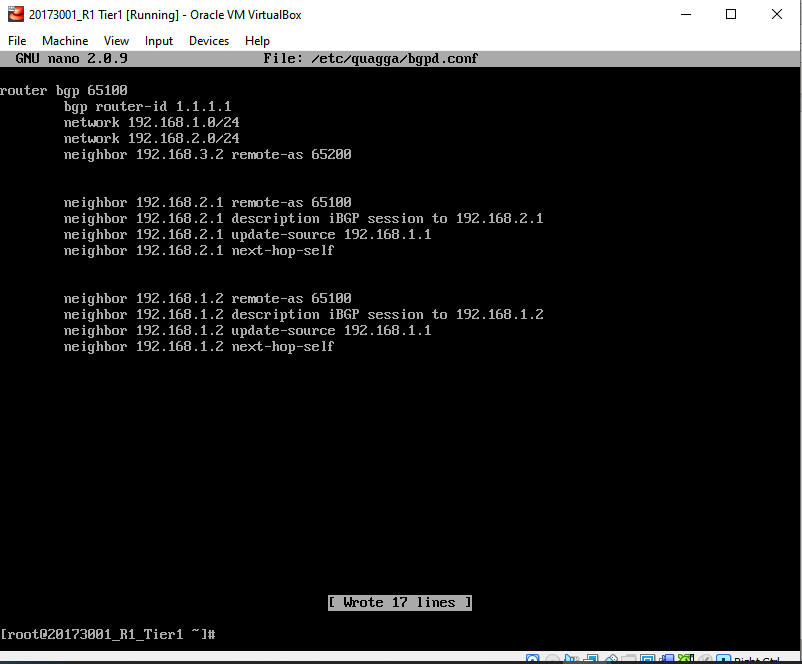 20173001_R1 Tier1 [Running] - Oracle VM VirtualBox
File Machine View Input Devices Help
GNU nano 2.0.9 File: /etc/quagga/bgpd.conf
router bgp 65100
bgp router-id 1.1.1.1
network 192.168.1.0/24
network 192.168.2.0/24
neighbor 192.168.3.2 remote-as 65200
neighbor 192.168.2.1 remote-as 65100
neighbor 192.168.2.1 description iBGP session to 192.168.2.1
neighbor 192.168.2.1 update-source 192.168.1.1
neighbor 192.168.2.1 next-hop-self
neighbor 192.168.1.2 remote-as 65100
neighbor 192.168.1.2 description iBGP session to 192.168.1.2
neighbor 192.168.1.2 update-source 192.168.1.1
neighbor 192.168.1.2 next-hop-self
[ Wrote 17 lines ]
[root@20173001_R1_Tier1 ~]#
Right Ctrl